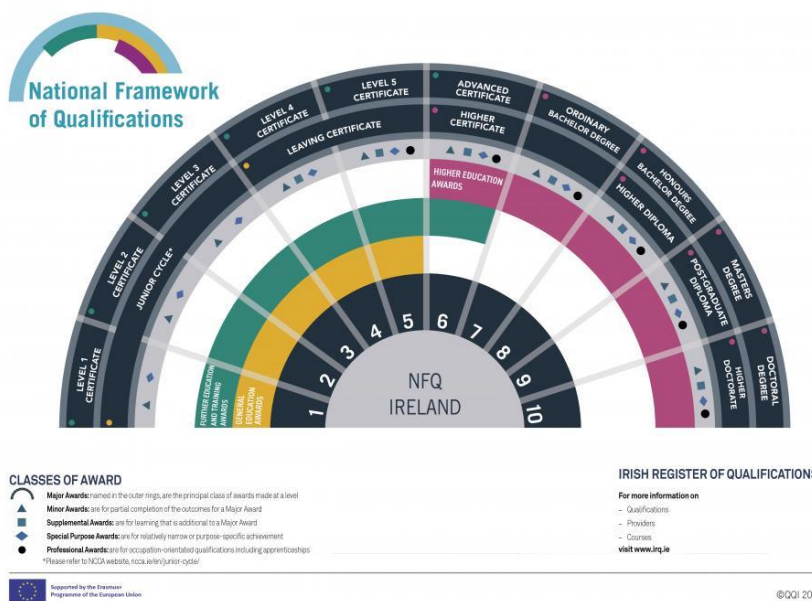 National Framework
of Qualifications
LEVEL 1
CERTIFICATE
LEVEL 2
CERTIFICATE
LEVEL 3
CERTIFICATE
LEVEL 4
CERTIFICATE
LEVEL 5
CERTIFICATE
ADVANCED
CERTIFICATE
ORDINARY
BACHELOR DEGREE
HONOURS
BACHELOR DEGREE
MASTERS
DEGREE
DOCTORAL
DEGREE
JUNIOR CYCLE*
LEAVING CERTIFICATE
HIGHER
CERTIFICATE
HIGHER DIPLOMA
POST-GRADUATE
DIPLOMA
HIGHER
DOCTORATE
HIGHER EDUCATION
AWARDS
FURTHER EDUCATION
AND TRAINING
AWARDS
GENERAL
EDUCATION
AWARDS
1
2
3
4
5
6
7
8
9
10
NFQ
IRELAND
CLASSES OF AWARD
Major Awards: named in the outer rings, are the principal class of awards made at a level
Minor Awards: are for partial completion of the outcomes for a Major Award
Supplemental Awards: are for learning that is additional to a Major Award
Special Purpose Awards: are for relatively narrow or purpose-specific achievement
Professional Awards: are for occupation-orientated qualifications including apprenticeships
*Please refer to NCCA website, ncca.ie/en/junior-cycle/
IRISH REGISTER OF QUALIFICATIONS
For more information on
- Qualifications
- Providers
- Courses
visit www.irq.ie
Supported by the Erasmus+
Programme of the European Union
©QQI 20